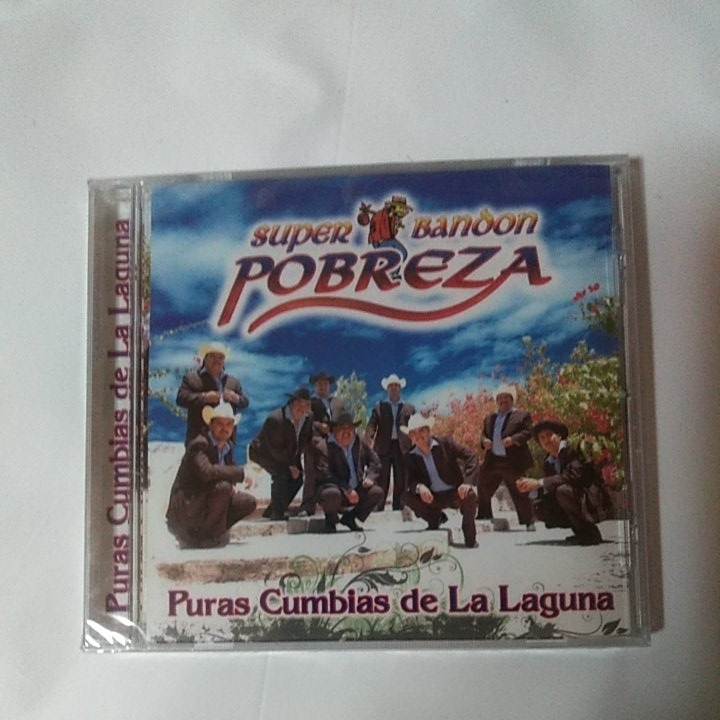 SUPER BANDON
POBREZA
Puras Cumbias de La Laguna
Puras Cumbias de La Laguna